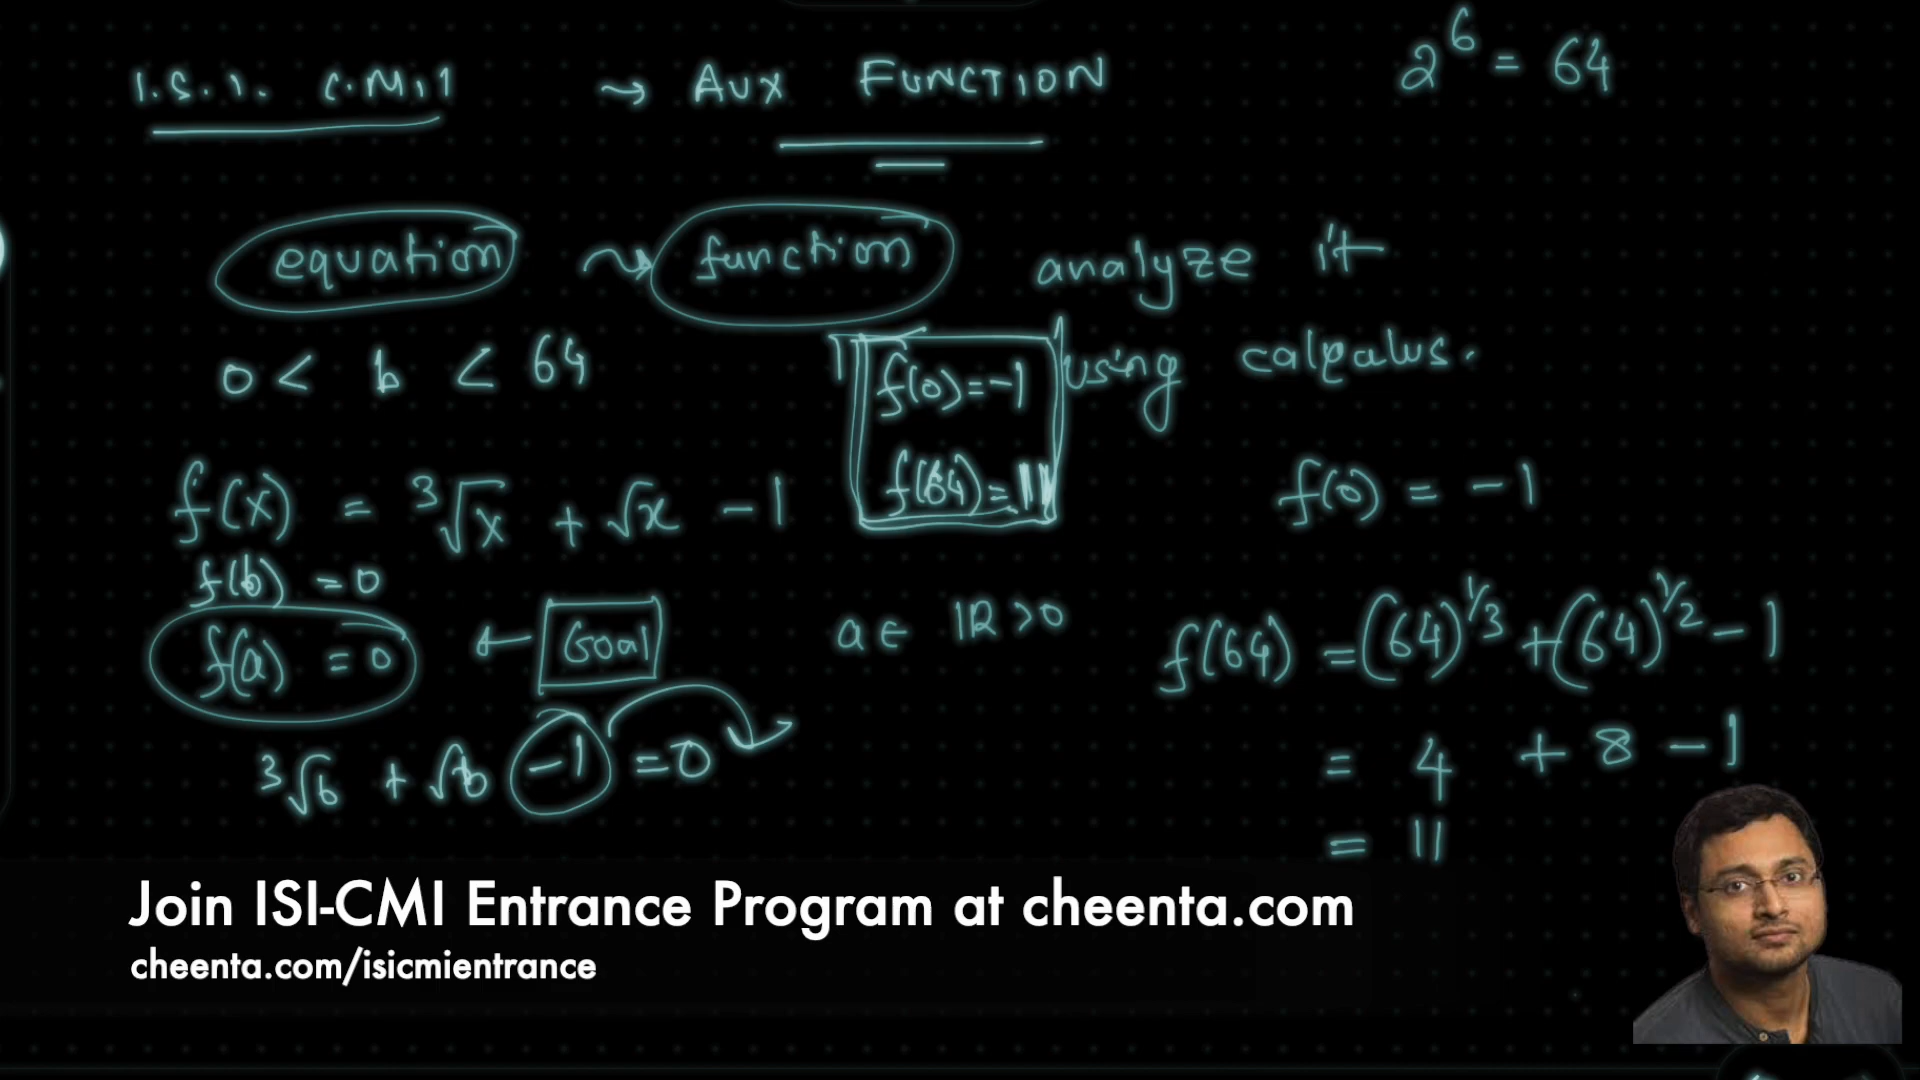 I.S.I. C.M.I → AUX FUNCTION
2^6 = 64
equation → function analyze it
using calculus.
0 < b < 64
f(0)=-1
f(64)=11
f(x) = ∛x + √x - 1
f(0) = -1
f(b) = 0
f(a) = 0 ← Goal a ∈ IR >0
f(64) = (64)^1/3 + (64)^1/2 - 1
∛b + √b -1 = 0
= 4 + 8 - 1
= 11
Join ISI-CMI Entrance Program at cheenta.com
cheenta.com/isicmientrance